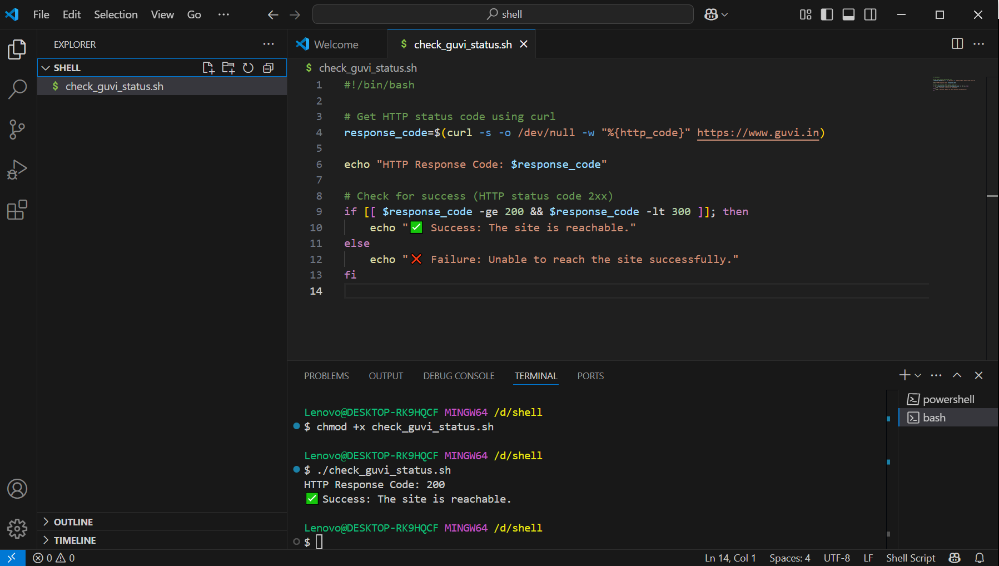 File Edit Selection View Go ··· shell
EXPLORER ···
SHELL
$ check_guvi_status.sh
Welcome $ check_guvi_status.sh
$ check_guvi_status.sh
1 #!/bin/bash
2
3 # Get HTTP status code using curl
4 response_code=$(curl -s -o /dev/null -w "%{http_code}" https://www.guvi.in)
5
6 echo "HTTP Response Code: $response_code"
7
8 # Check for success (HTTP status code 2xx)
9 if [[ $response_code -ge 200 && $response_code -lt 300 ]]; then
10 echo "✅ Success: The site is reachable."
11 else
12 echo "❌ Failure: Unable to reach the site successfully."
13 fi
14
PROBLEMS OUTPUT DEBUG CONSOLE TERMINAL PORTS
powershell
bash
Lenovo@DESKTOP-RK9HQCF MINGW64 /d/shell
$ chmod +x check_guvi_status.sh
Lenovo@DESKTOP-RK9HQCF MINGW64 /d/shell
$ ./check_guvi_status.sh
HTTP Response Code: 200
✅ Success: The site is reachable.
Lenovo@DESKTOP-RK9HQCF MINGW64 /d/shell
$
OUTLINE
TIMELINE
0 0 Ln 14, Col 1 Spaces: 4 UTF-8 LF Shell Script